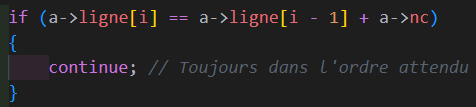 if (a->ligne[i] == a->ligne[i - 1] + a->nc)
{
    continue; // Toujours dans l'ordre attendu
}